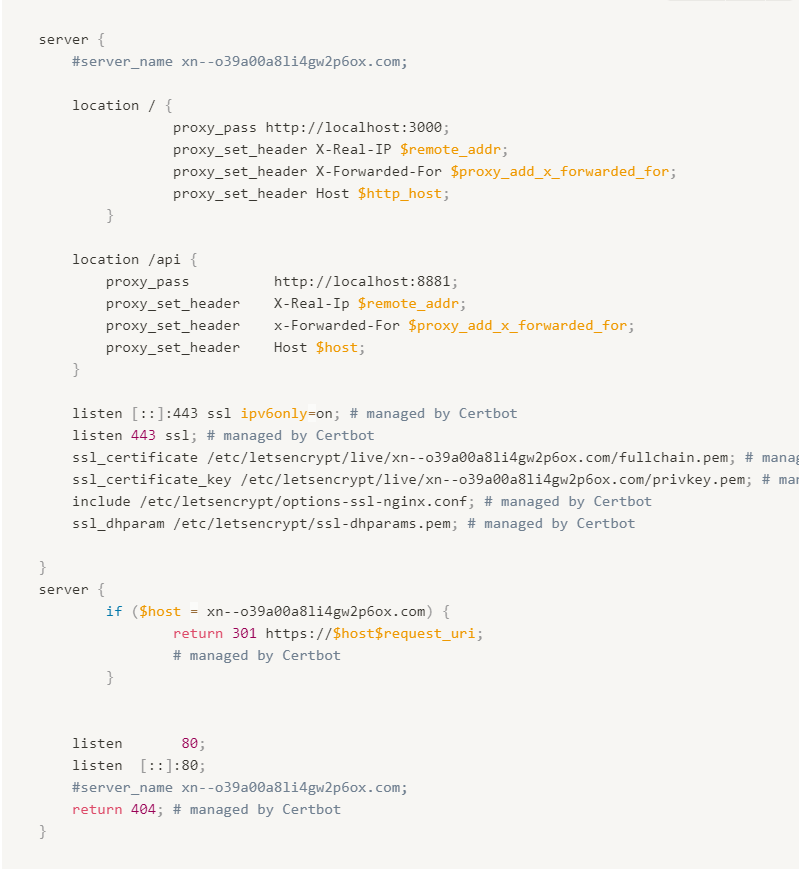 server {
#server_name xn--o39a00a8li4gw2p6ox.com;
location / {
proxy_pass http://localhost:3000;
proxy_set_header X-Real-IP $remote_addr;
proxy_set_header X-Forwarded-For $proxy_add_x_forwarded_for;
proxy_set_header Host $http_host;
}
location /api {
proxy_pass http://localhost:8881;
proxy_set_header X-Real-Ip $remote_addr;
proxy_set_header x-Forwarded-For $proxy_add_x_forwarded_for;
proxy_set_header Host $host;
}
listen [::]:443 ssl ipv6only=on; # managed by Certbot
listen 443 ssl; # managed by Certbot
ssl_certificate /etc/letsencrypt/live/xn--o39a00a8li4gw2p6ox.com/fullchain.pem; #
ssl_certificate_key /etc/letsencrypt/live/xn--o39a00a8li4gw2p6ox.com/privkey.pem; #
include /etc/letsencrypt/options-ssl-nginx.conf; # managed by Certbot
ssl_dhparam /etc/letsencrypt/ssl-dhparams.pem; # managed by Certbot
}
server {
if ($host = xn--o39a00a8li4gw2p6ox.com) {
return 301 https://$host$request_uri;
# managed by Certbot
}
listen 80;
listen [::]:80;
#server_name xn--o39a00a8li4gw2p6ox.com;
return 404; # managed by Certbot
}